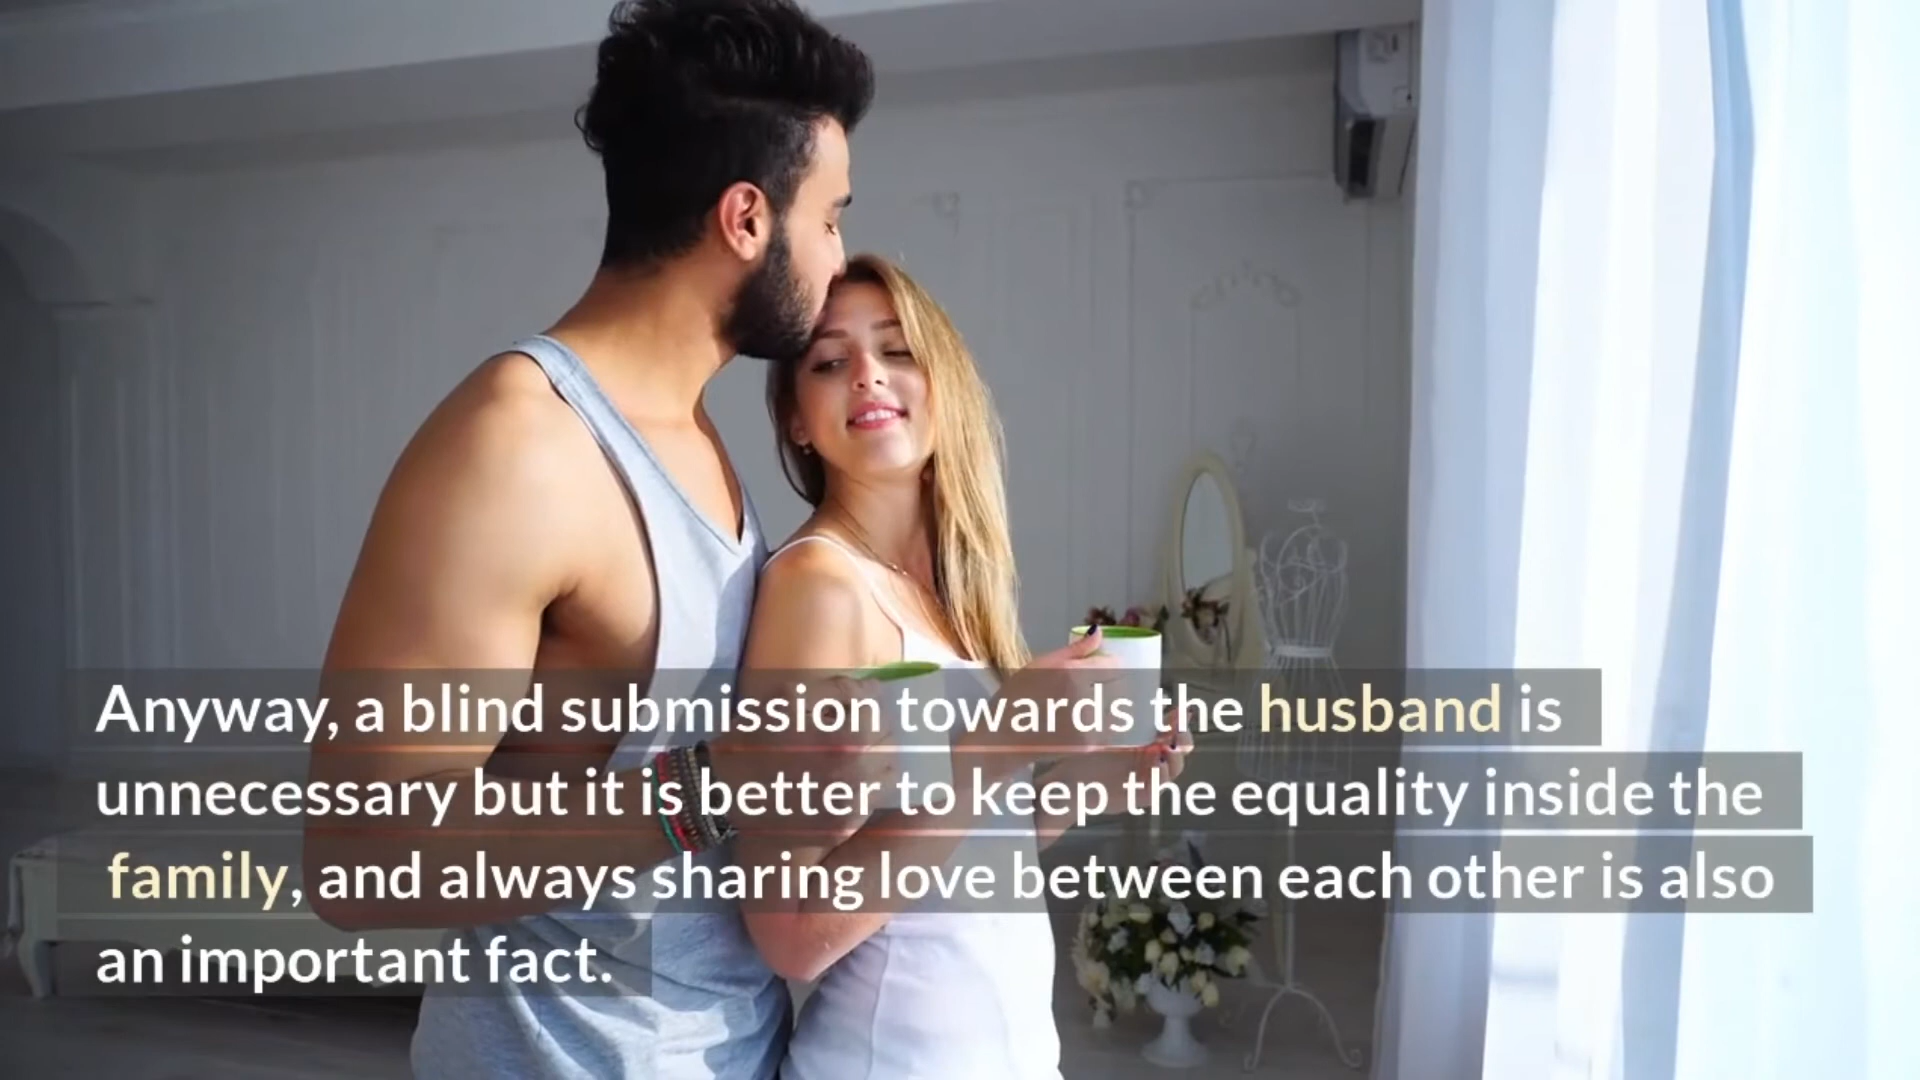 Anyway, a blind submission towards the husband is
unnecessary but it is better to keep the equality inside the
family, and always sharing love between each other is also
an important fact.